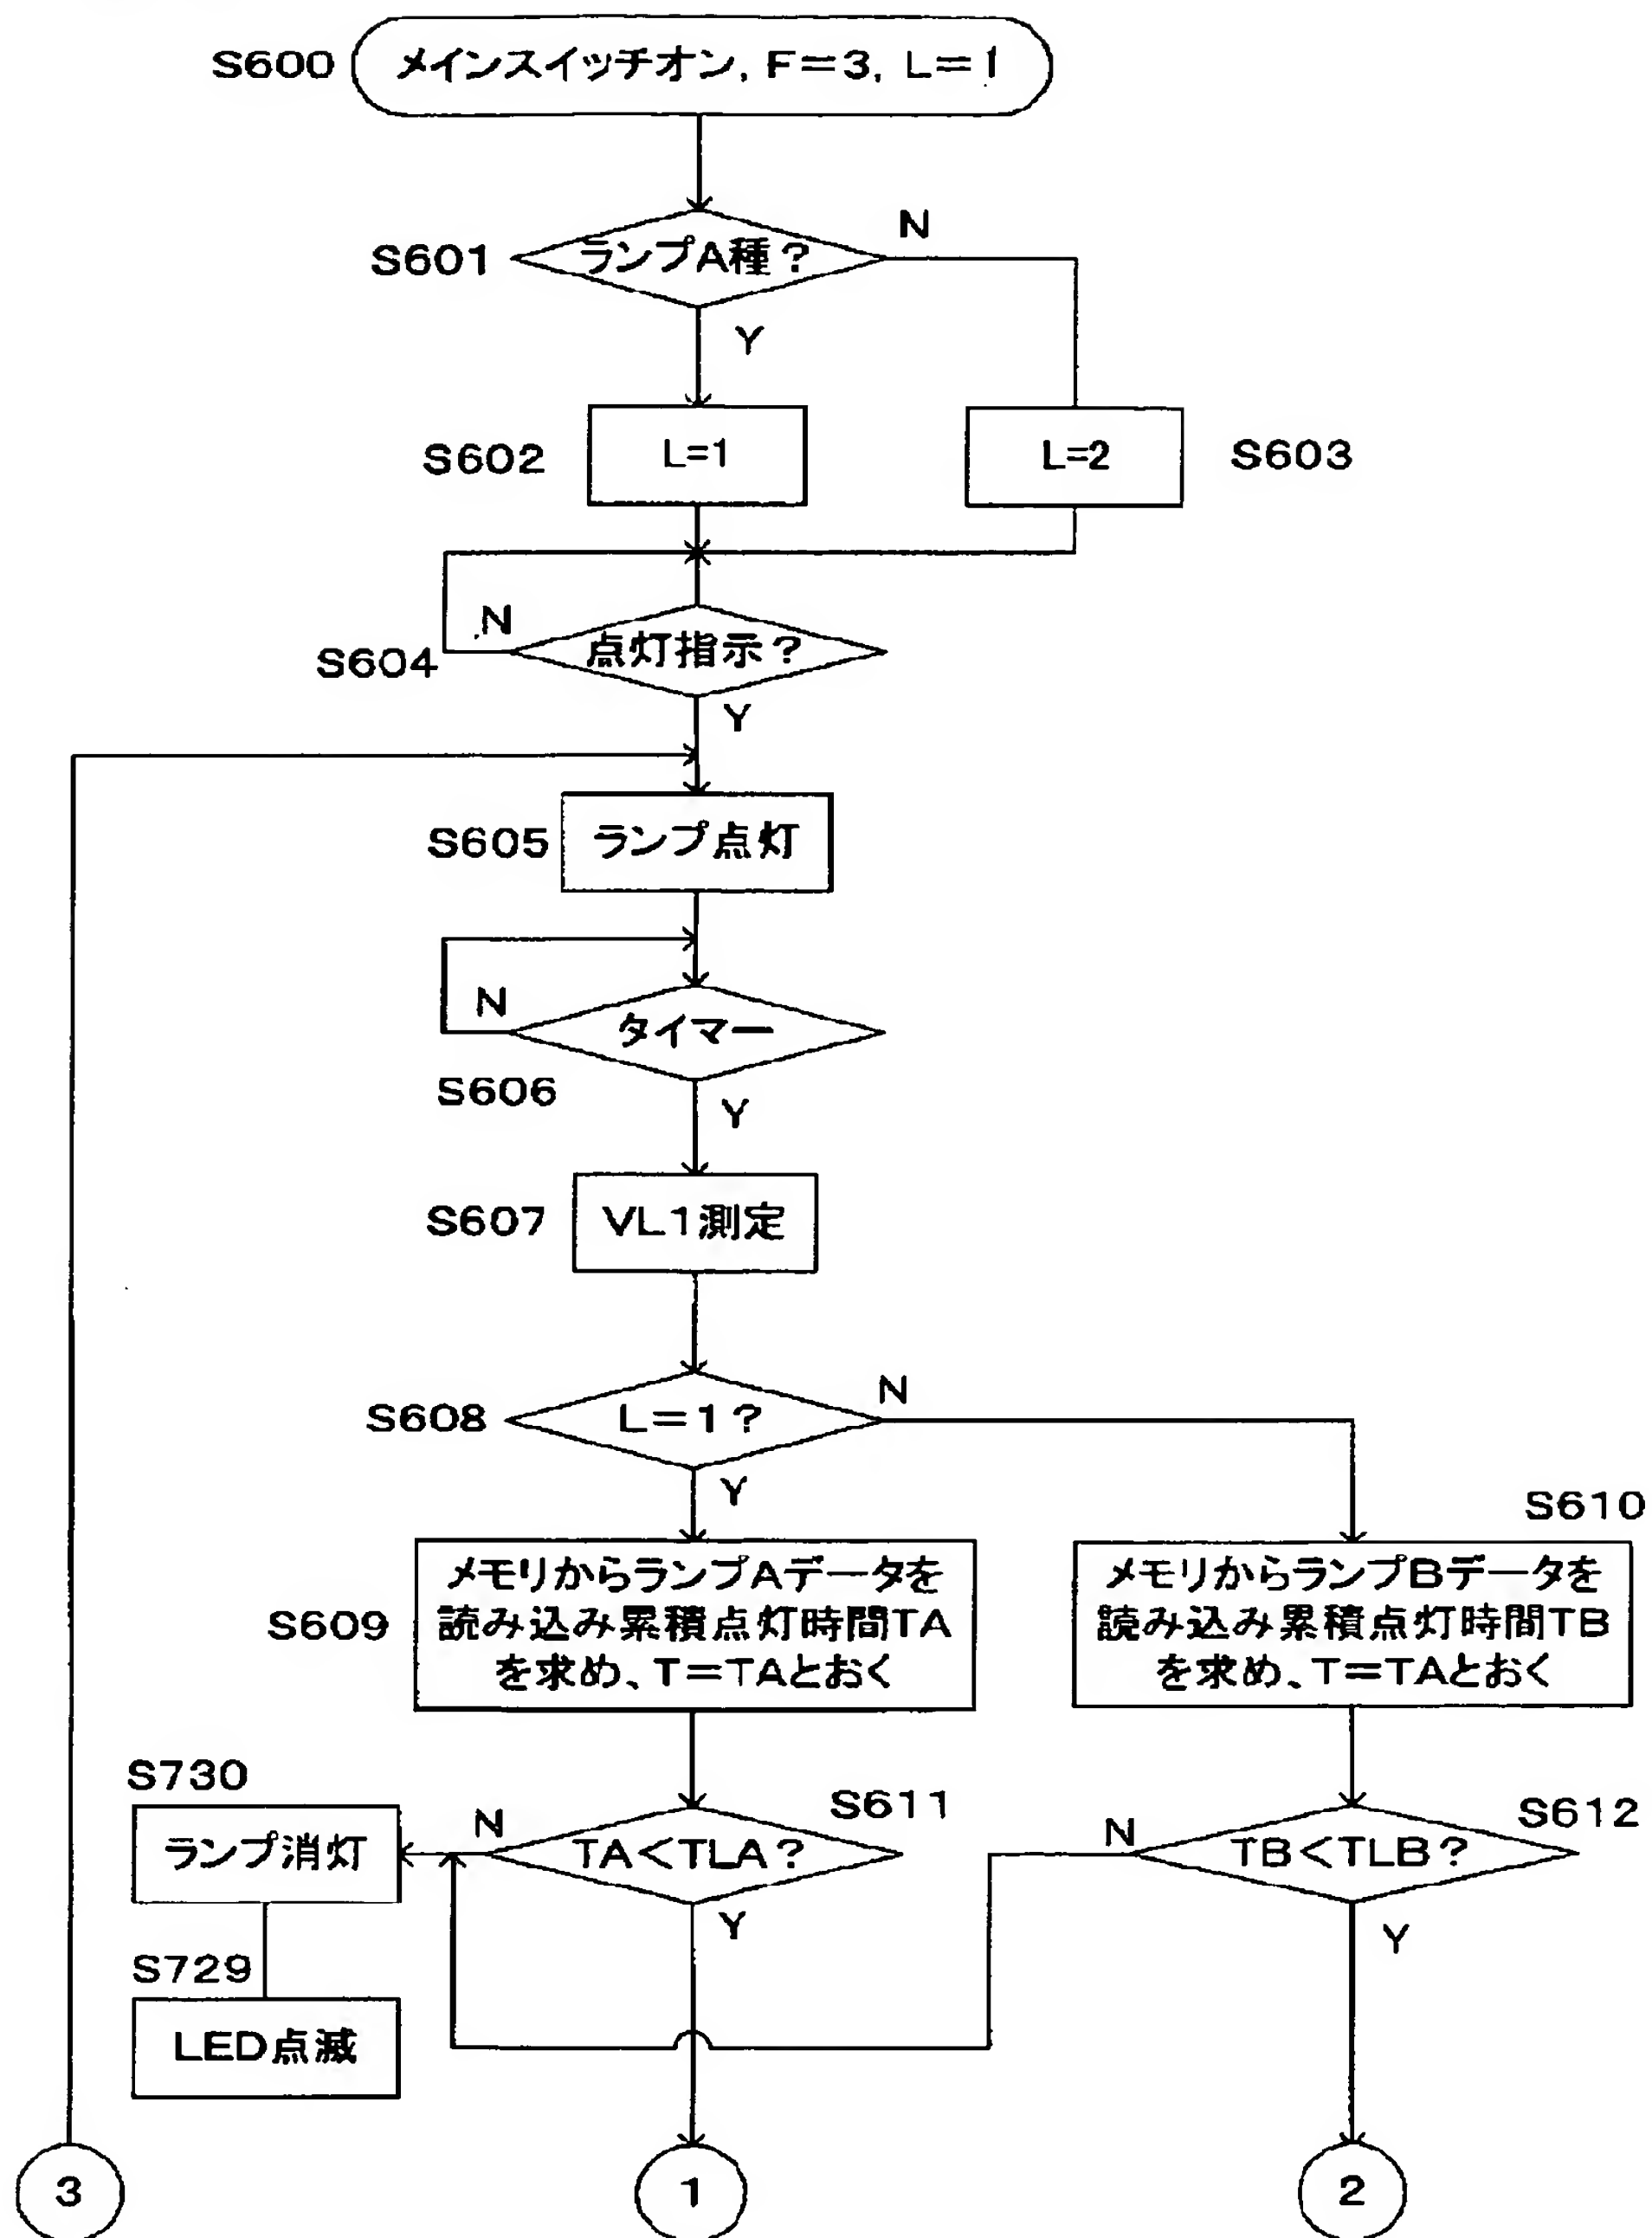 S600
メインスイッチオン, F=3, L=1
S601
ランプA種?
N
Y
S602
L=1
L=2
S603
N
S604
点灯指示?
Y
S605
ランプ点灯
N
タイマー
S606
Y
S607
VL1測定
S608
L=1?
N
Y
S610
S609
メモリからランプAデータを
読み込み累積点灯時間TA
を求め、T=TAとおく
メモリからランプBデータを
読み込み累積点灯時間TB
を求め、T=TAとおく
S730
ランプ消灯
N
TA<TLA?
S611
N
TB<TLB?
S612
Y
Y
S729
LED点滅
3
1
2